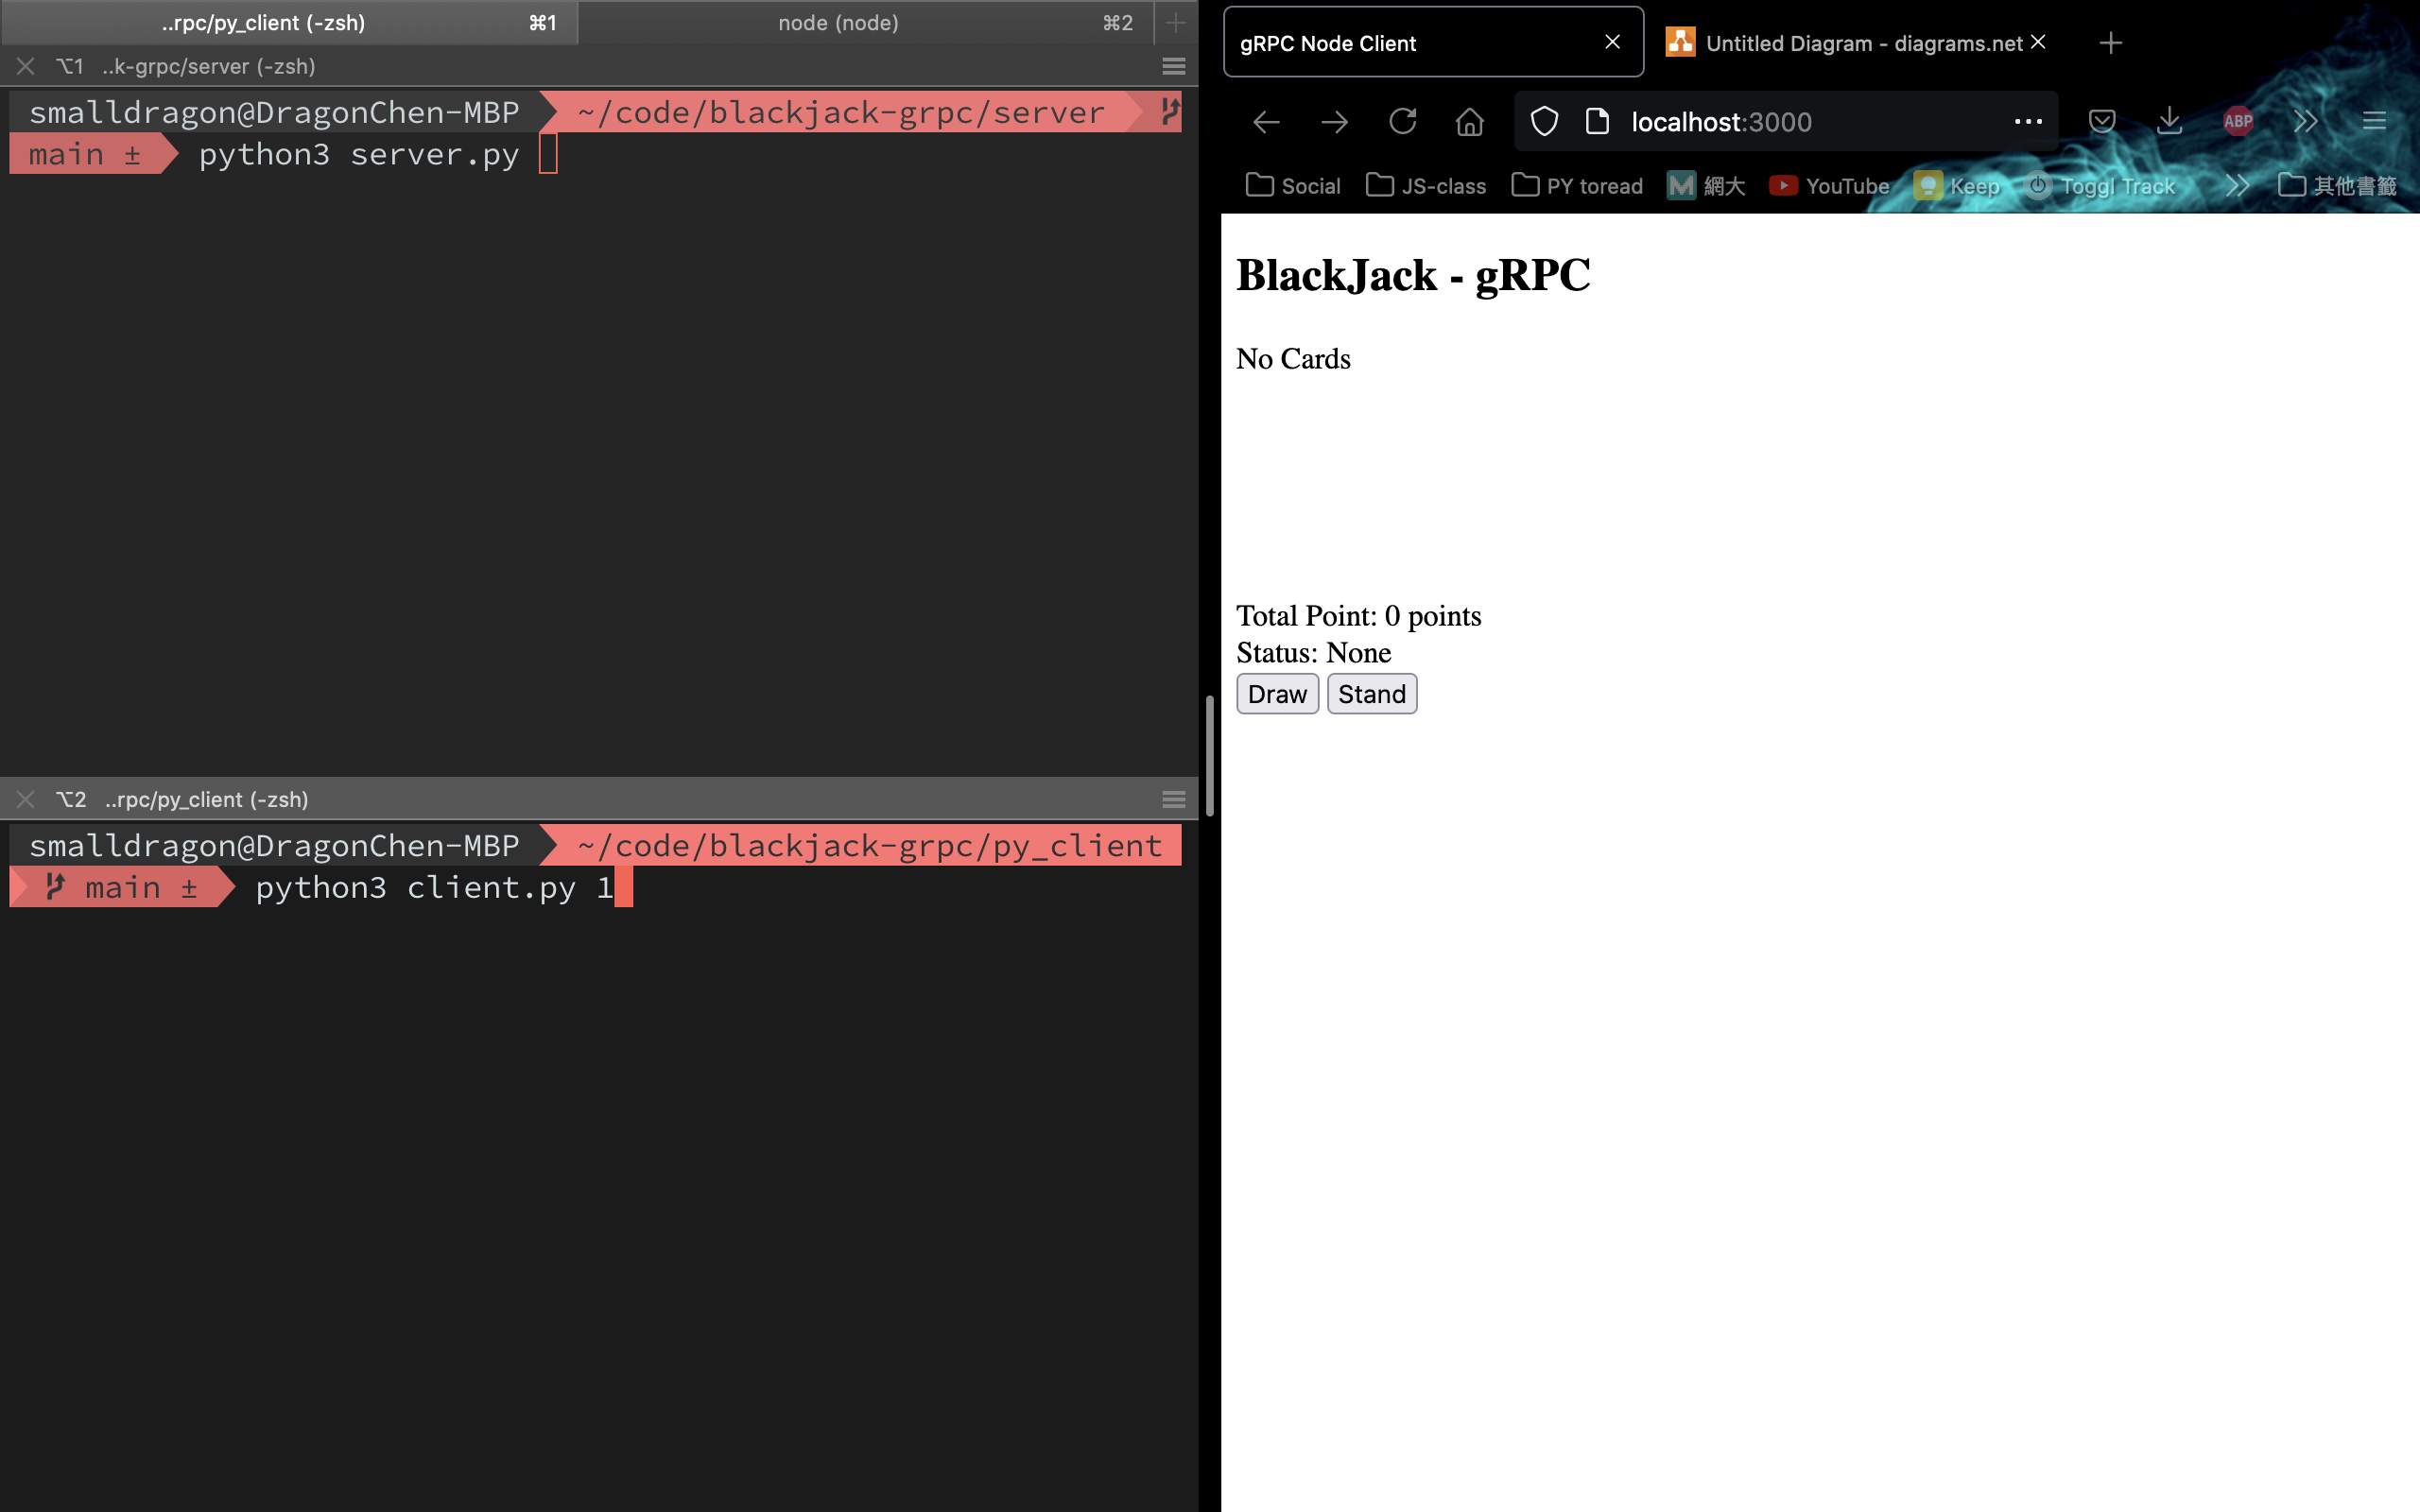 ..rpc/py_client (-zsh) ⌘1 node (node) ⌘2
⌥1 ..k-grpc/server (-zsh)
smalldragon@DragonChen-MBP ~/code/blackjack-grpc/server
main ± python3 server.py
⌥2 ..rpc/py_client (-zsh)
smalldragon@DragonChen-MBP ~/code/blackjack-grpc/py_client
main ± python3 client.py 1
gRPC Node Client Untitled Diagram - diagrams.net
localhost:3000 ABP
Social JS-class PY toread M 網大 YouTube Keep Toggl Track 其他書籤
BlackJack - gRPC
No Cards
Total Point: 0 points
Status: None
Draw Stand